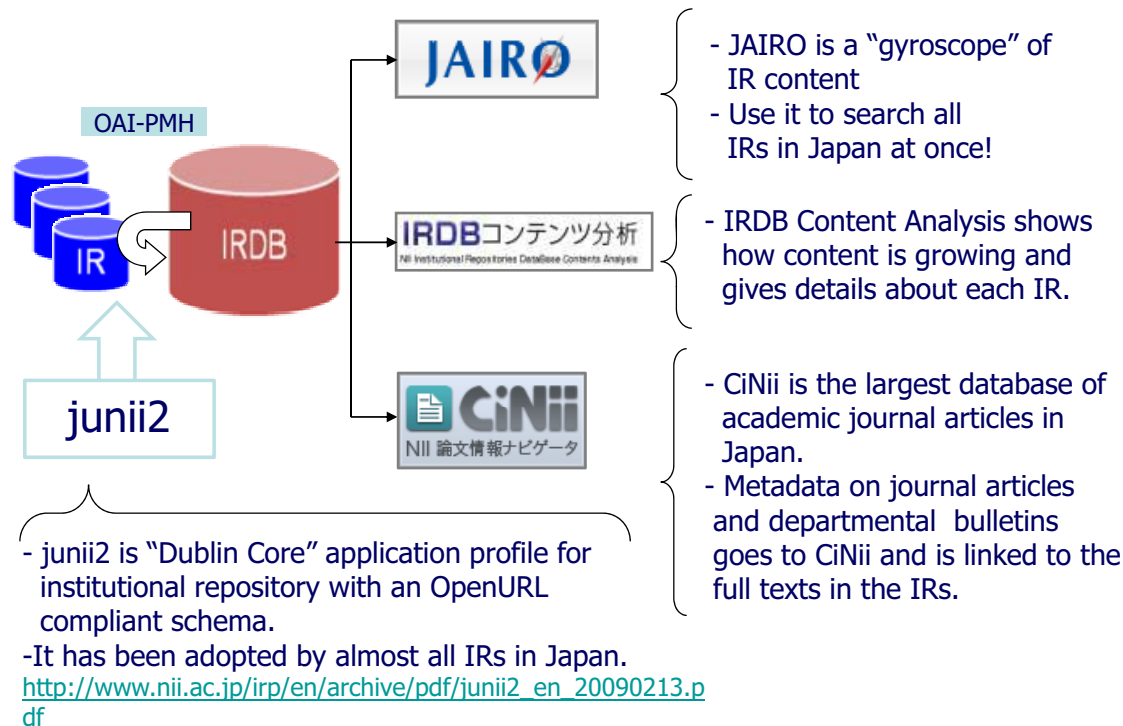 OAI-PMH
IR
IRDB
junii2
JAIRO
- JAIRO is a “gyroscope” of
IR content
- Use it to search all
IRs in Japan at once!
IRDBコンテンツ分析
NII Institutional Repositories DataBase Contents Analysis
- IRDB Content Analysis shows
how content is growing and
gives details about each IR.
CiNii
NII 論文情報ナビゲータ
- CiNii is the largest database of
academic journal articles in
Japan.
- Metadata on journal articles
and departmental bulletins
goes to CiNii and is linked to the
full texts in the IRs.
- junii2 is “Dublin Core” application profile for
institutional repository with an OpenURL
compliant schema.
-It has been adopted by almost all IRs in Japan.
http://www.nii.ac.jp/irp/en/archive/pdf/junii2_en_20090213.p
df